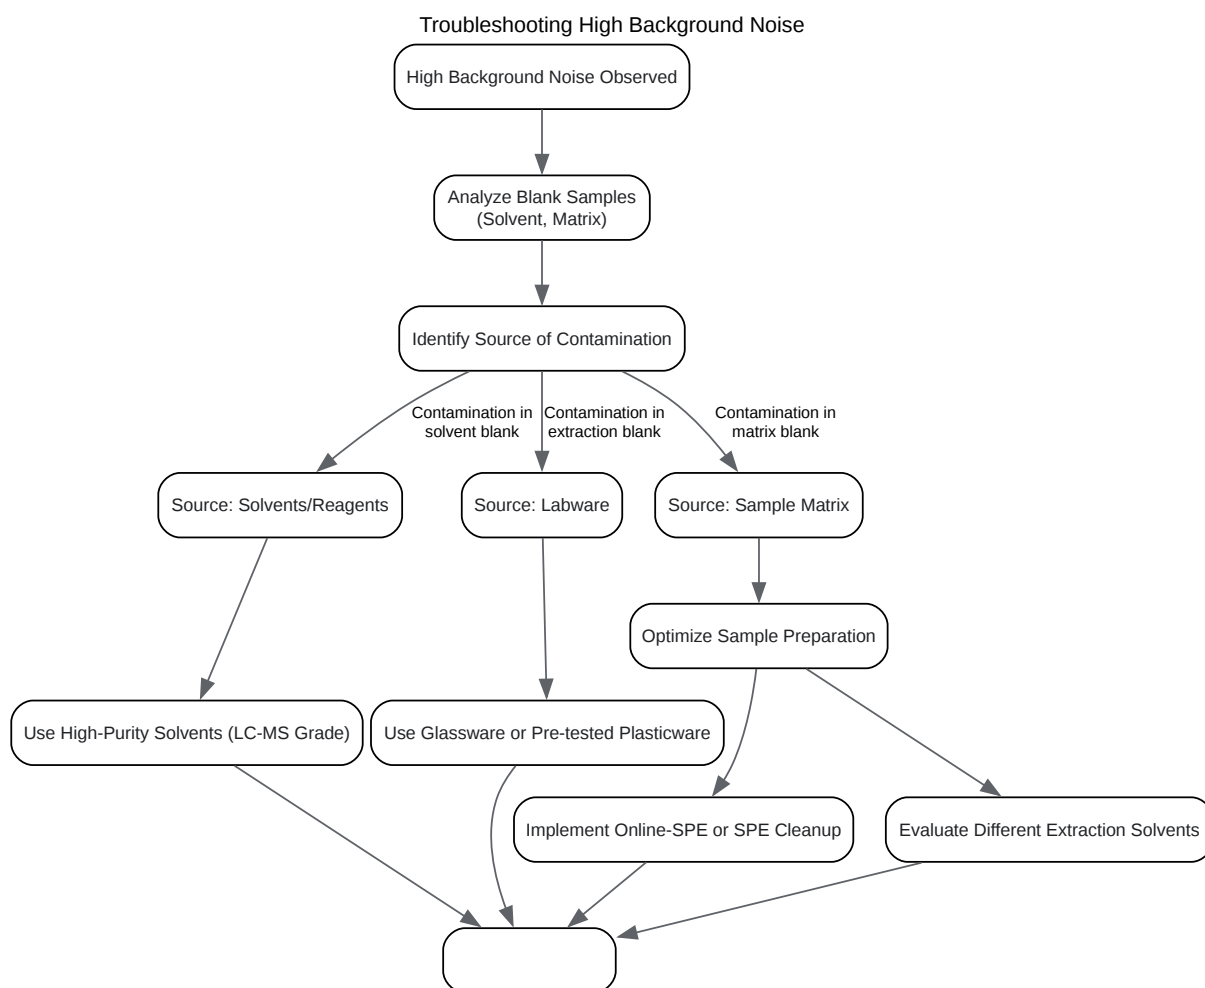 Troubleshooting High Background Noise
High Background Noise Observed
Analyze Blank Samples
(Solvent, Matrix)
Identify Source of Contamination
Contamination in
solvent blank
Contamination in
extraction blank
Contamination in
matrix blank
Source: Solvents/Reagents
Source: Labware
Source: Sample Matrix
Optimize Sample Preparation
Use High-Purity Solvents (LC-MS Grade)
Use Glassware or Pre-tested Plasticware
Implement Online-SPE or SPE Cleanup
Evaluate Different Extraction Solvents